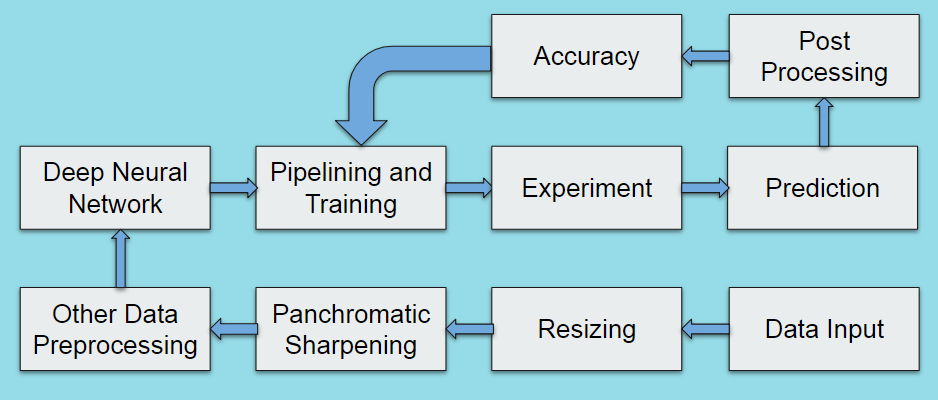 Accuracy
Post
Processing
Deep Neural
Network
Pipelining and
Training
Experiment
Prediction
Other Data
Preprocessing
Panchromatic
Sharpening
Resizing
Data Input